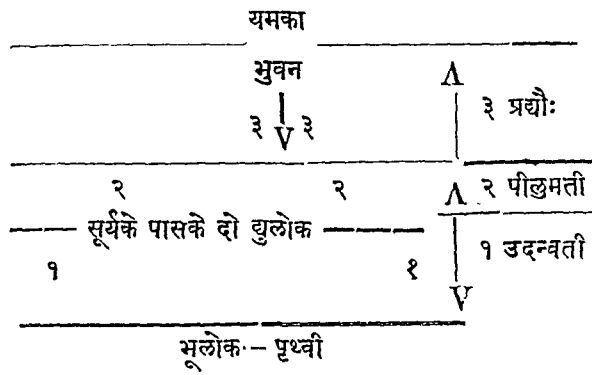 यमका
भुवन
३ ३
३ प्रद्यौः
२ २
२ पीलुमती
सूर्यके पासके दो द्युलोक
१ १
१ उदन्वती
भूलोक - पृथ्वी